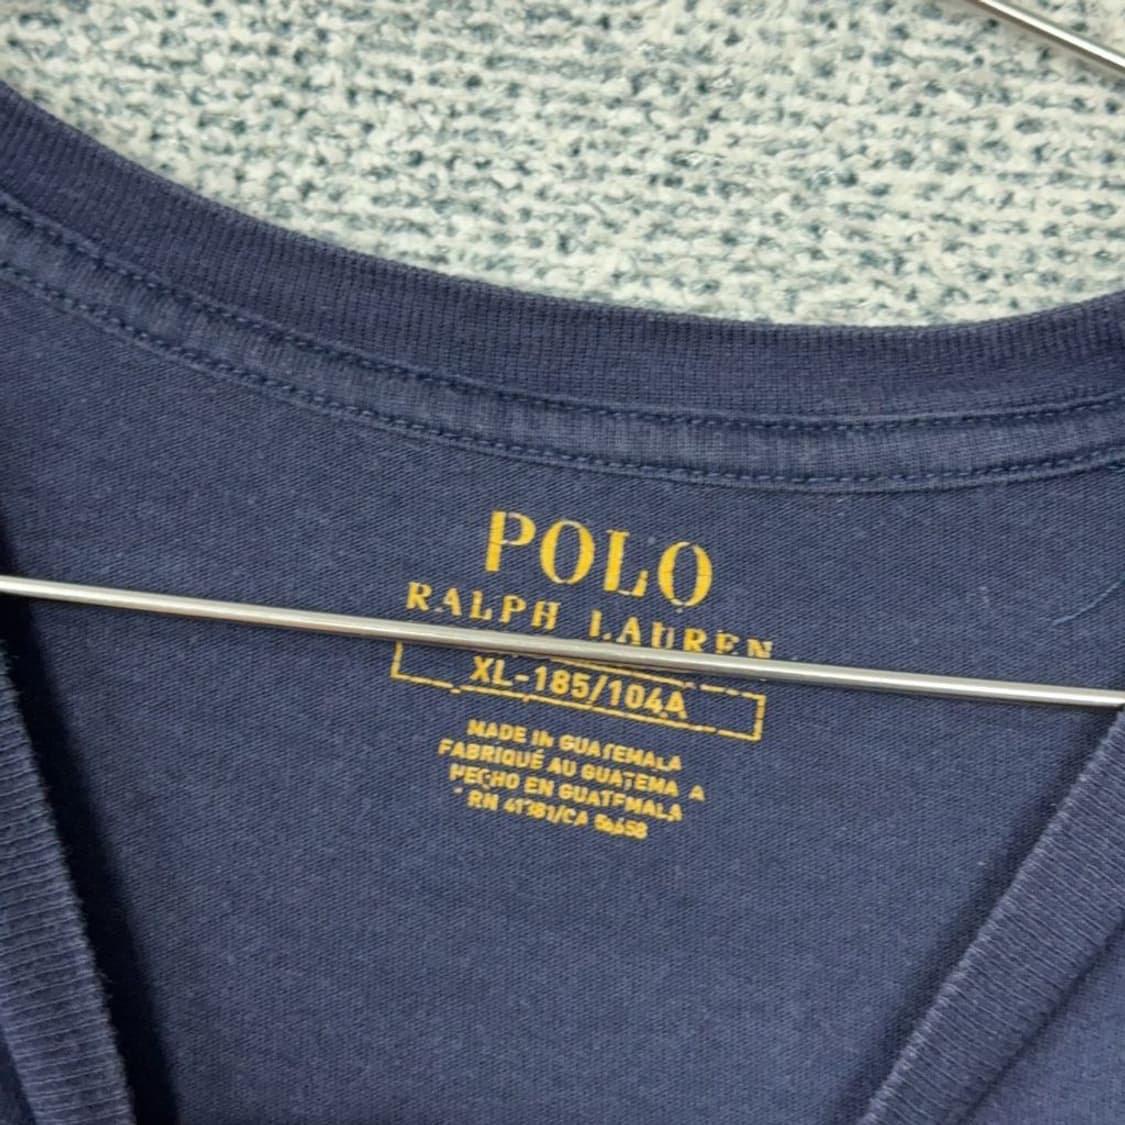 POLO
RALPH LAUREN
XL-185/104A
MADE IN GUATEMALA
FABRIQUÉ AU GUATEMALA
HECHO EN GUATEMALA
RN 41381/CA 56658